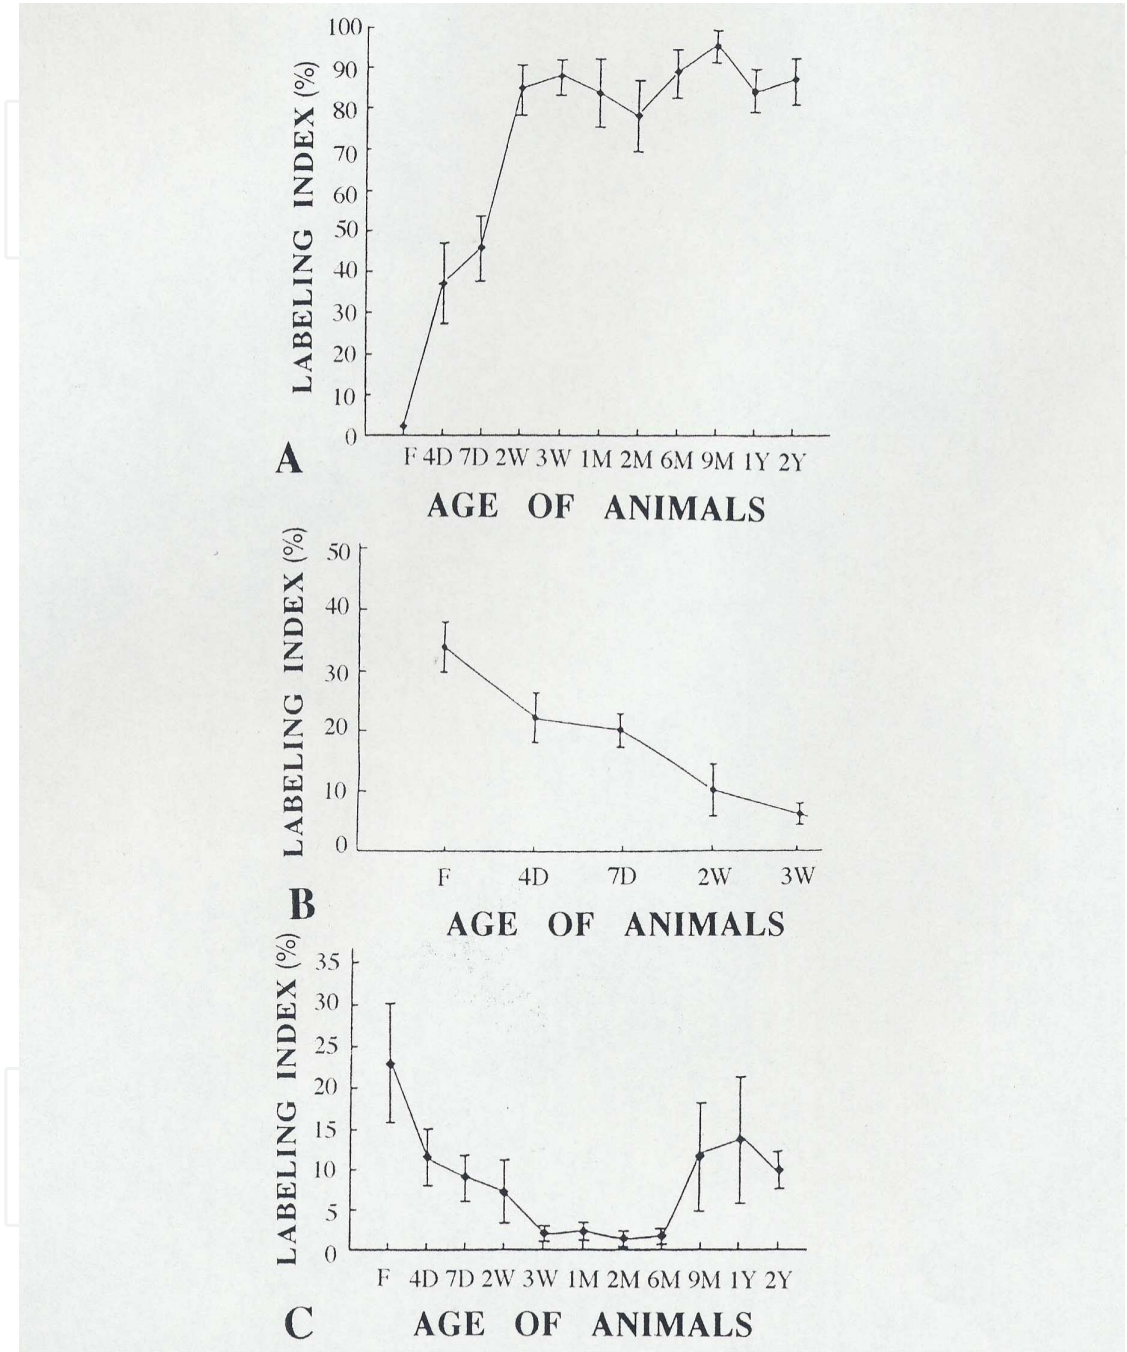 LABELING INDEX (%)
100
90
80
70
60
50
40
30
20
10
0
F 4D 7D 2W 3W 1M 2M 6M 9M 1Y 2Y
A
AGE OF ANIMALS
LABELING INDEX (%)
50
40
30
20
10
0
F 4D 7D 2W 3W
B
AGE OF ANIMALS
LABELING INDEX (%)
35
30
25
20
15
10
5
0
F 4D 7D 2W 3W 1M 2M 6M 9M 1Y 2Y
C
AGE OF ANIMALS